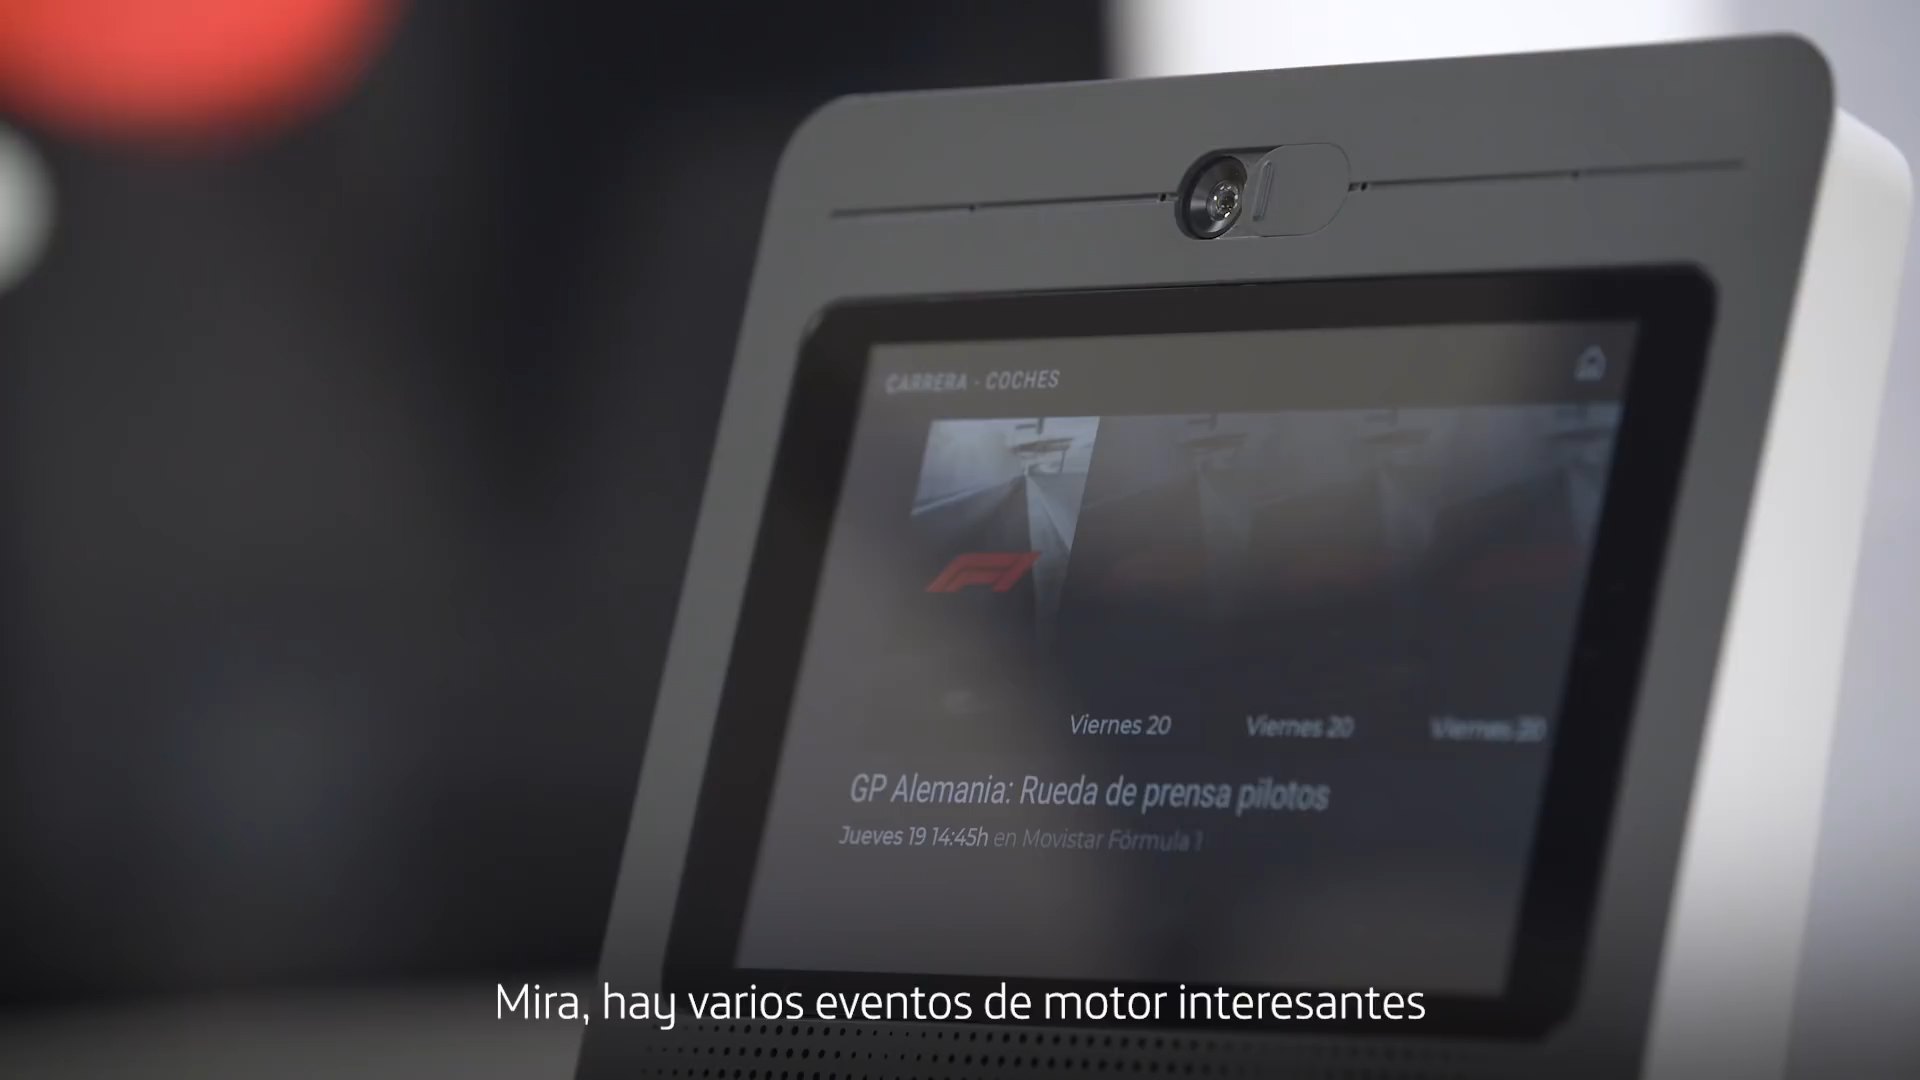 CARRERA - COCHES
F1
Viernes 20 Viernes 20 Viernes 20
GP Alemania: Rueda de prensa pilotos
Jueves 19 14:45h en Movistar Fórmula 1
Mira, hay varios eventos de motor interesantes